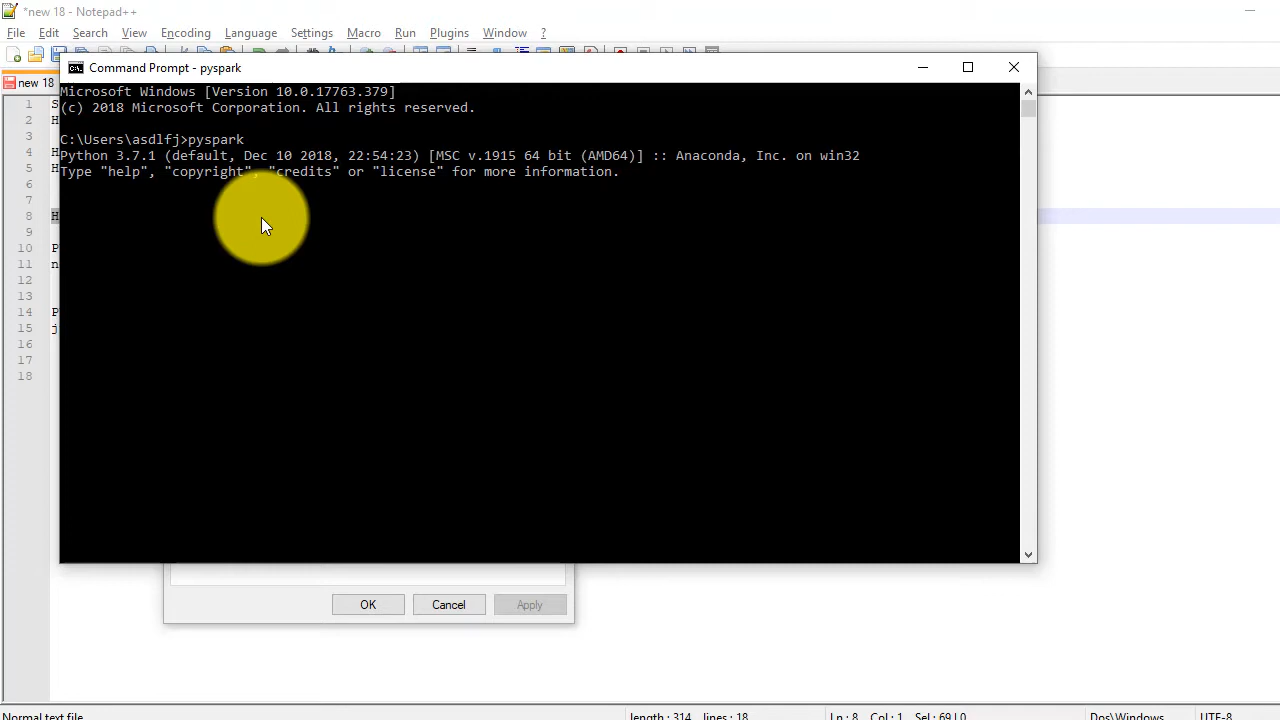 *new 18 - Notepad++
File Edit Search View Encoding Language Settings Macro Run Plugins Window ?
Command Prompt - pyspark
new 18
Microsoft Windows [Version 10.0.17763.379]
(c) 2018 Microsoft Corporation. All rights reserved.
C:\Users\asdlfj>pyspark
Python 3.7.1 (default, Dec 10 2018, 22:54:23) [MSC v.1915 64 bit (AMD64)] :: Anaconda, Inc. on win32
Type "help", "copyright", "credits" or "license" for more information.
1 S
2 H
3
4 H
5 H
6
7
8 H
9
10 P
11 n
12
13
14 P
15 j
16
17
18
OK Cancel Apply
Normal text file length : 314 lines : 18 Ln : 8 Col : 1 Sel : 69 | 0 Dos\Windows UTF-8